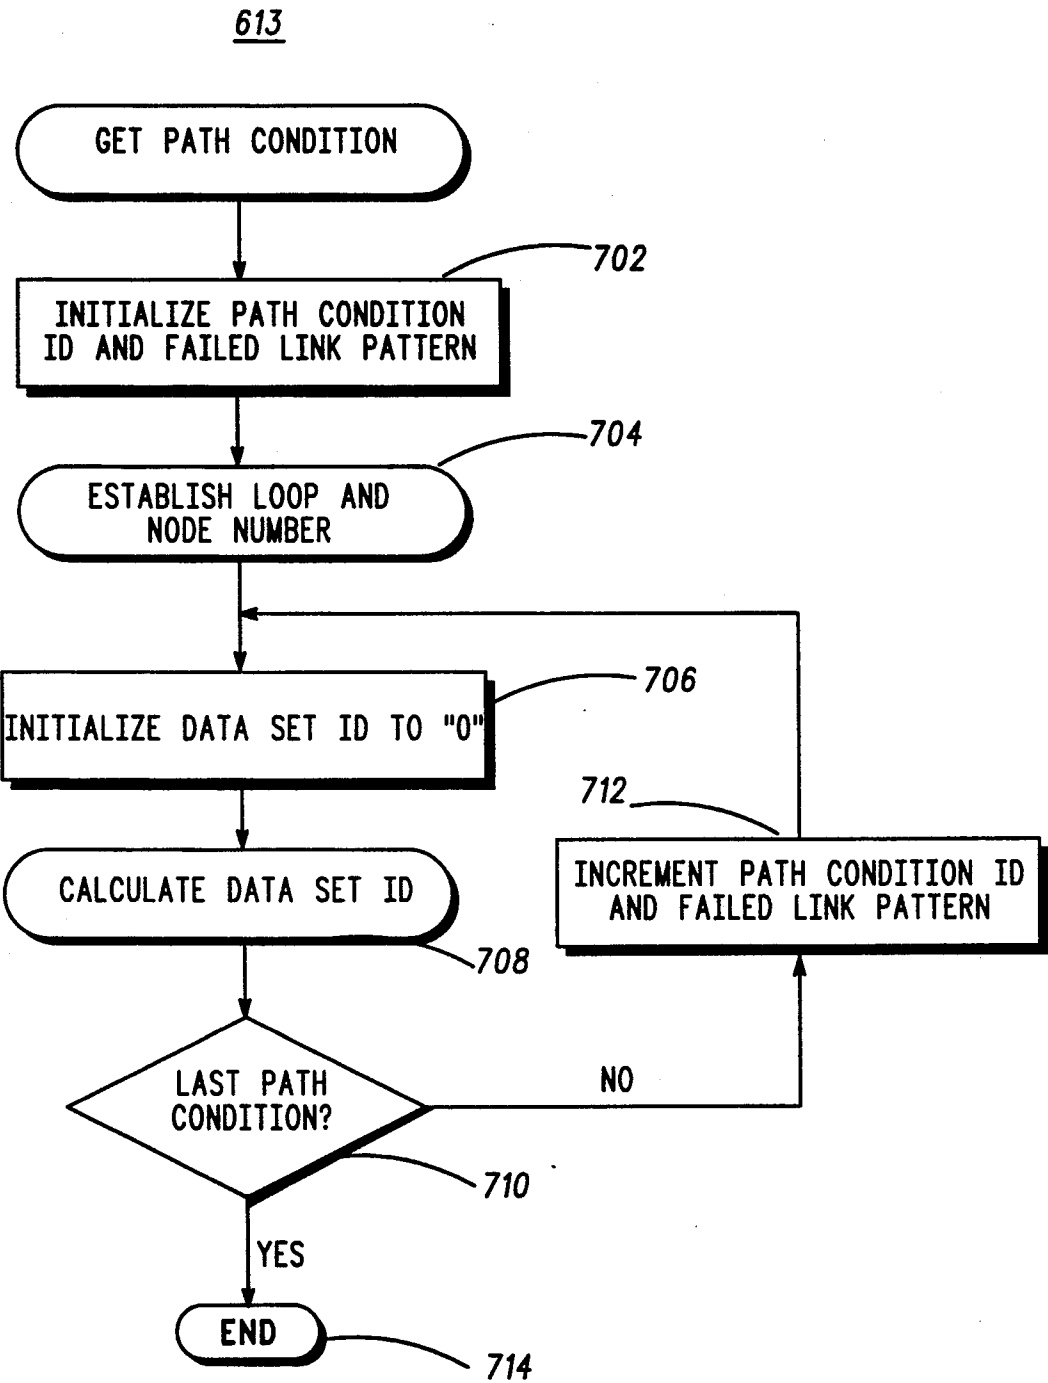 613
GET PATH CONDITION
702
INITIALIZE PATH CONDITION
ID AND FAILED LINK PATTERN
704
ESTABLISH LOOP AND
NODE NUMBER
706
INITIALIZE DATA SET ID TO "0"
712
INCREMENT PATH CONDITION ID
AND FAILED LINK PATTERN
CALCULATE DATA SET ID
708
LAST PATH
CONDITION?
NO
710
YES
END
714